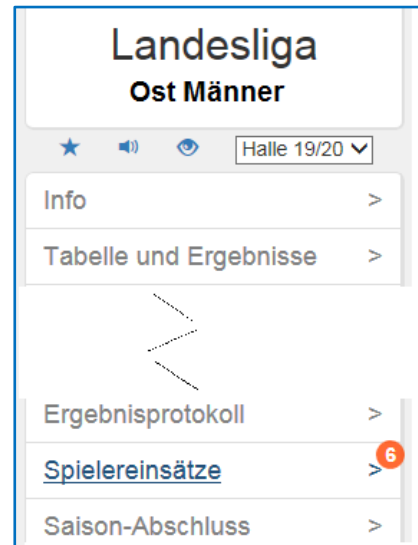 Landesliga
Ost Männer
Halle 19/20
Info >
Tabelle und Ergebnisse >
Ergebnisprotokoll >
6
Spielereinsätze >
Saison-Abschluss >